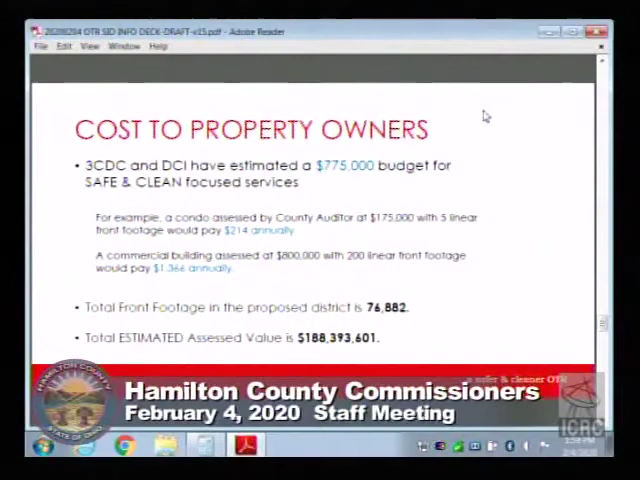 20200204 OTR SID INFO DECK-DRAFT-v15.pdf - Adobe Reader
File Edit View Window Help
COST TO PROPERTY OWNERS
• 3CDC and DCI have estimated a $775,000 budget for
SAFE & CLEAN focused services
For example, a condo assessed by County Auditor at $175,000 with 5 linear
front footage would pay $214 annually.
A commercial building assessed at $800,000 with 200 linear front footage
would pay $1,366 annually.
• Total Front Footage in the proposed district is 76,882.
• Total ESTIMATED Assessed Value is $188,393,601.
safer & cleaner OTR
HAMILTON COUNTY
STATE OF OHIO
Hamilton County Commissioners
February 4, 2020 Staff Meeting
ICRC